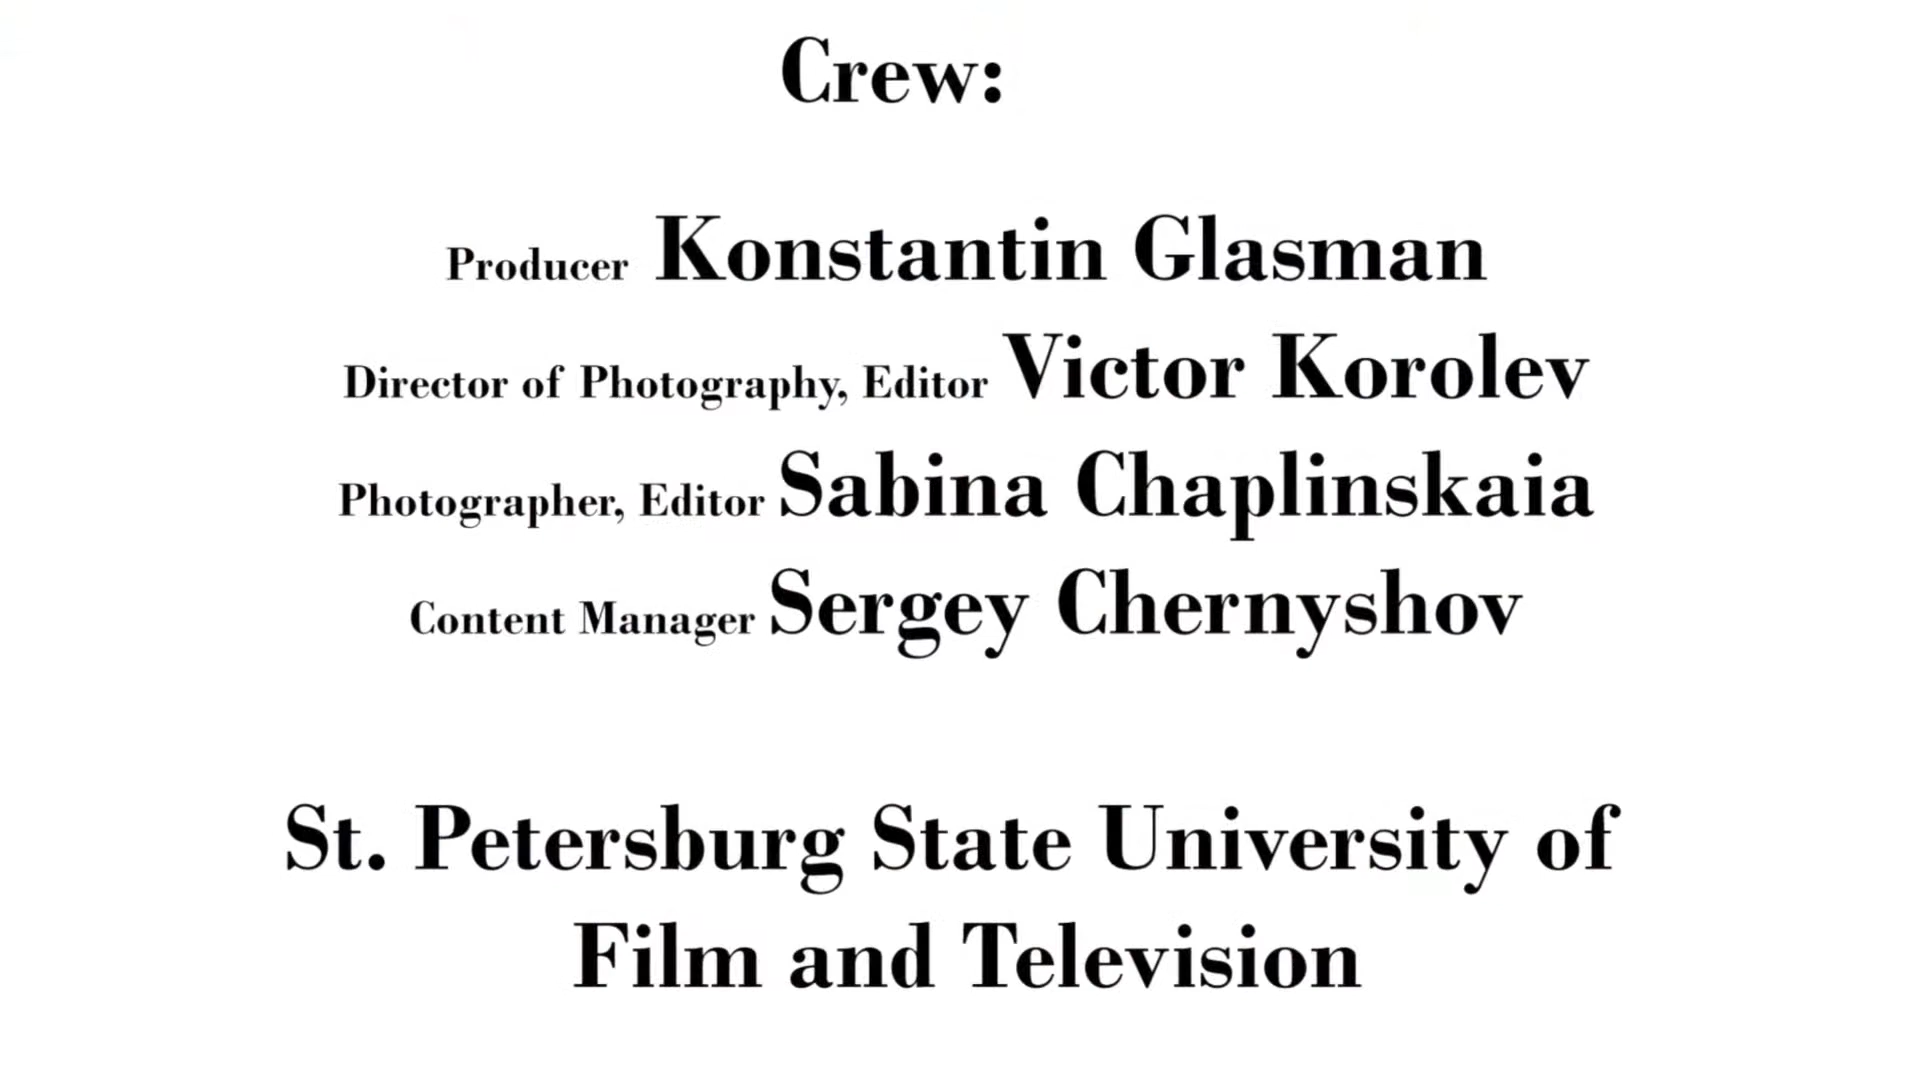 Crew:
Producer Konstantin Glasman
Director of Photography, Editor Victor Korolev
Photographer, Editor Sabina Chaplinskaia
Content Manager Sergey Chernyshov
St. Petersburg State University of
Film and Television